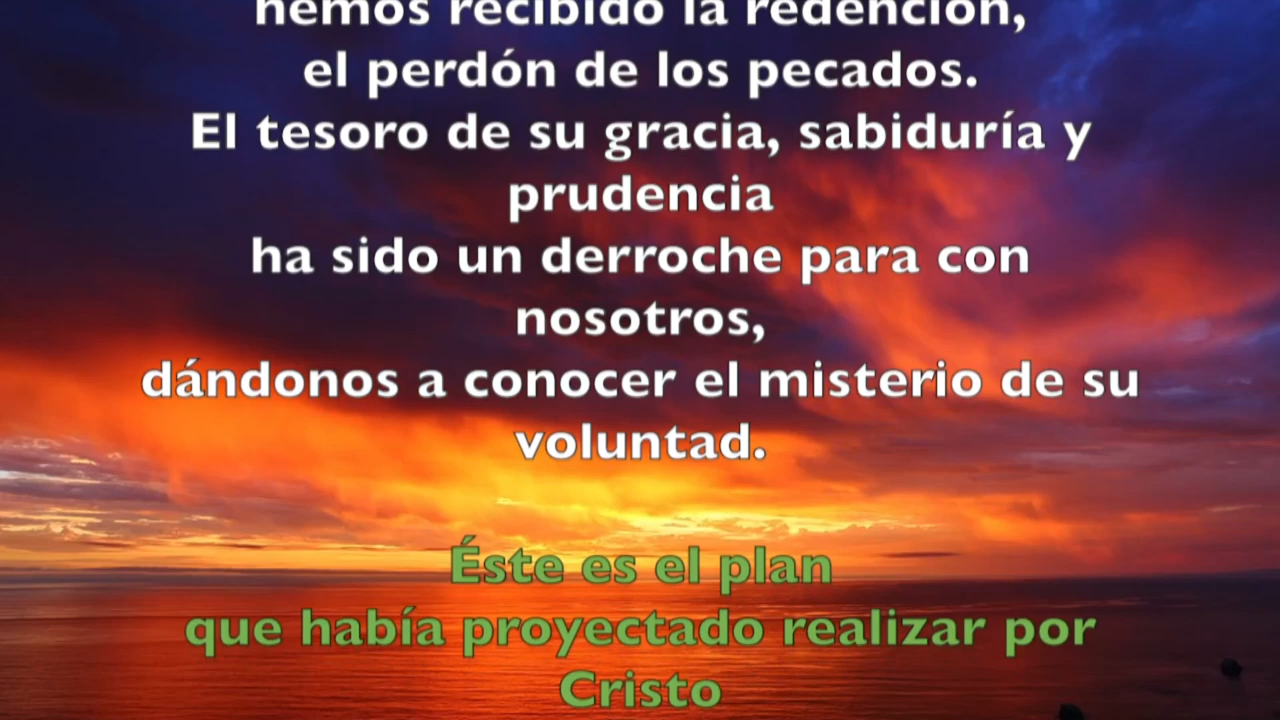 hemos recibido la redención,
el perdón de los pecados.
El tesoro de su gracia, sabiduría y
prudencia
ha sido un derroche para con
nosotros,
dándonos a conocer el misterio de su
voluntad.
Éste es el plan
que había proyectado realizar por
Cristo